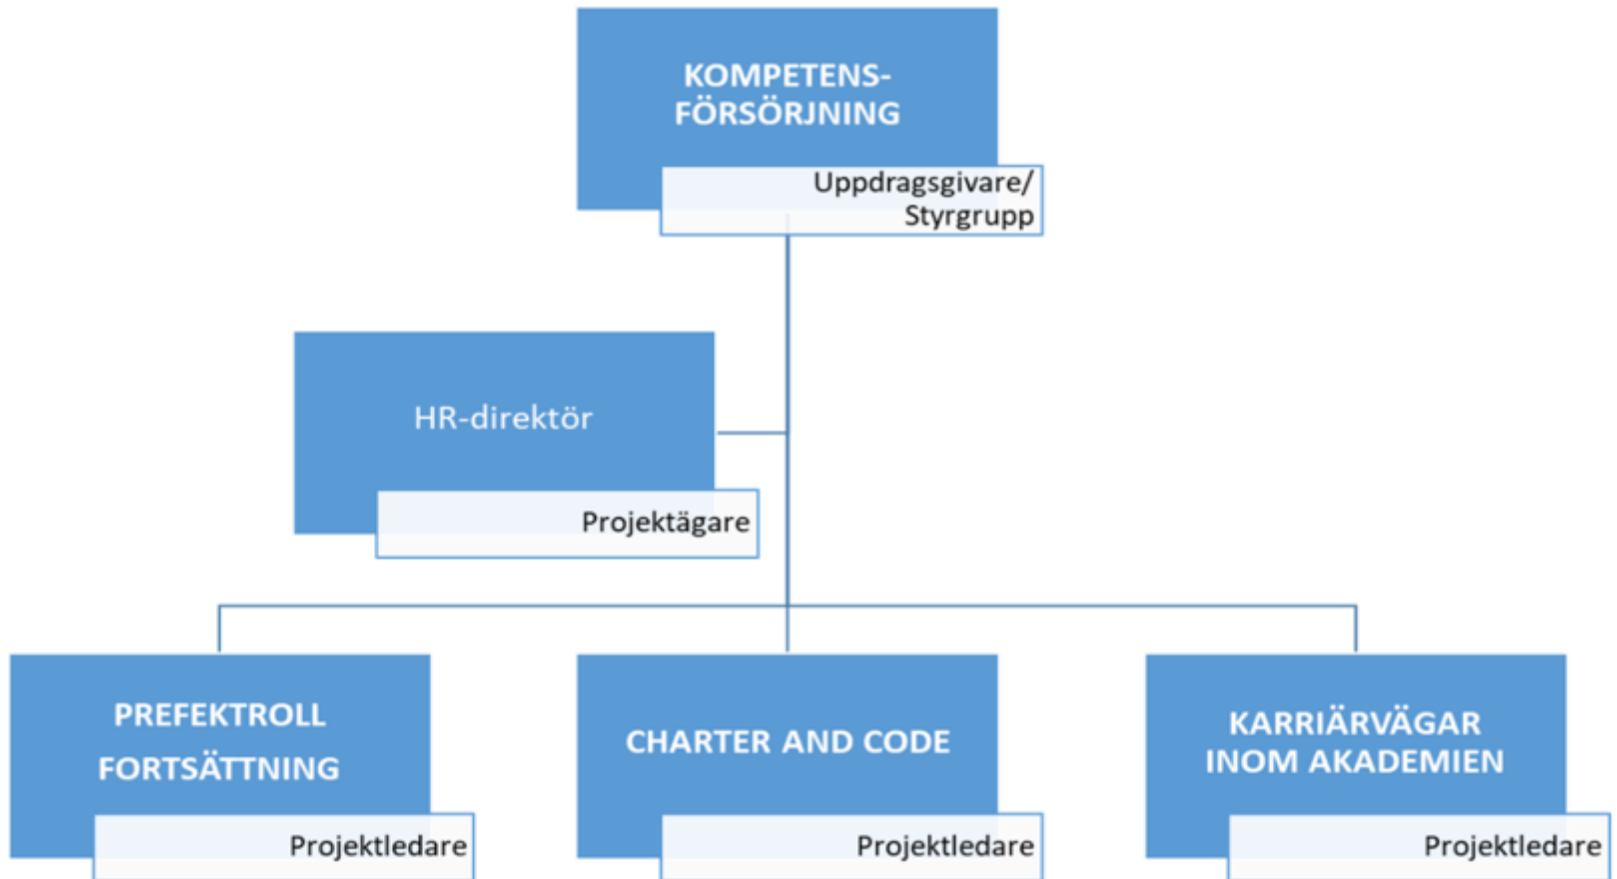 KOMPETENS-
FÖRSÖRJNING
Uppdragsgivare/
Styrgrupp
HR-direktör
Projektägare
PREFEKTROLL
FORTSÄTTNING
Projektledare
CHARTER AND CODE
Projektledare
KARRIÄRVÄGAR
INOM AKADEMIEN
Projektledare